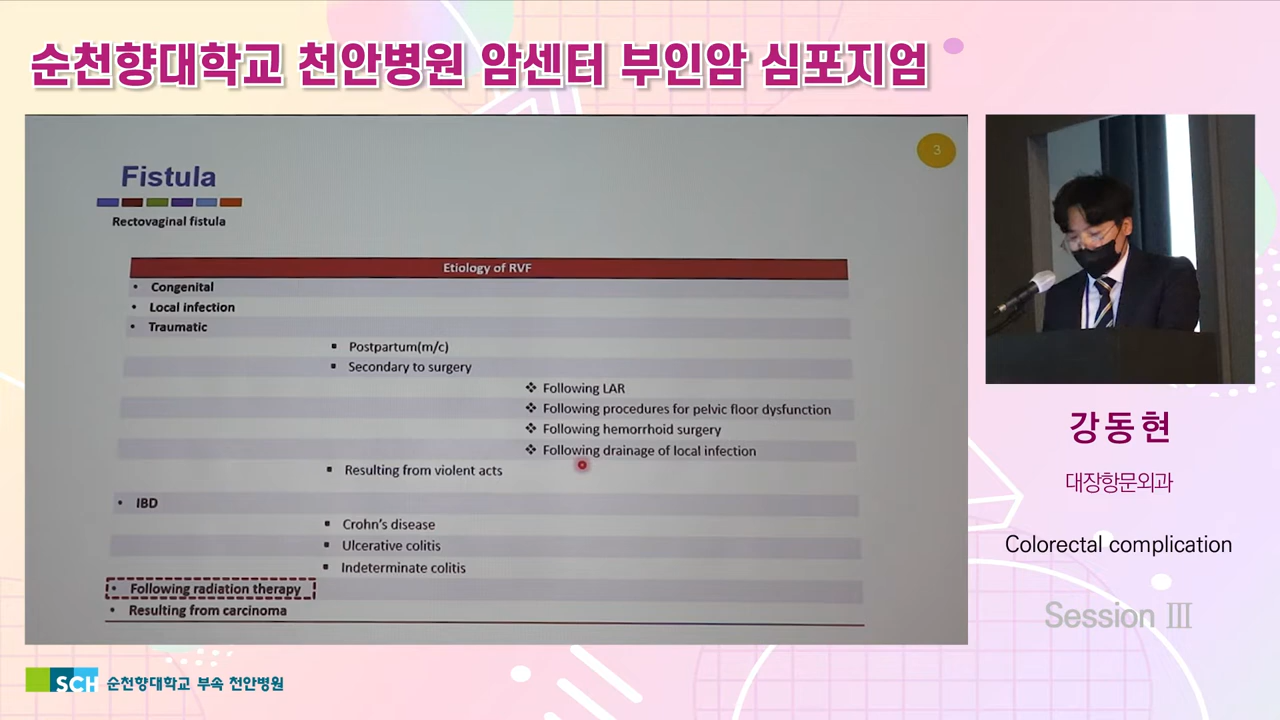 순천향대학교 천안병원 암센터 부인암 심포지엄
3
Fistula
Rectovaginal fistula
Etiology of RVF
• Congenital
• Local infection
• Traumatic
▪ Postpartum(m/c)
▪ Secondary to surgery
❖ Following LAR
❖ Following procedures for pelvic floor dysfunction
❖ Following hemorrhoid surgery
❖ Following drainage of local infection
▪ Resulting from violent acts
• IBD
▪ Crohn's disease
▪ Ulcerative colitis
▪ Indeterminate colitis
• Following radiation therapy
• Resulting from carcinoma
강동현
대장항문외과
Colorectal complication
Session Ⅲ
SCH 순천향대학교 부속 천안병원